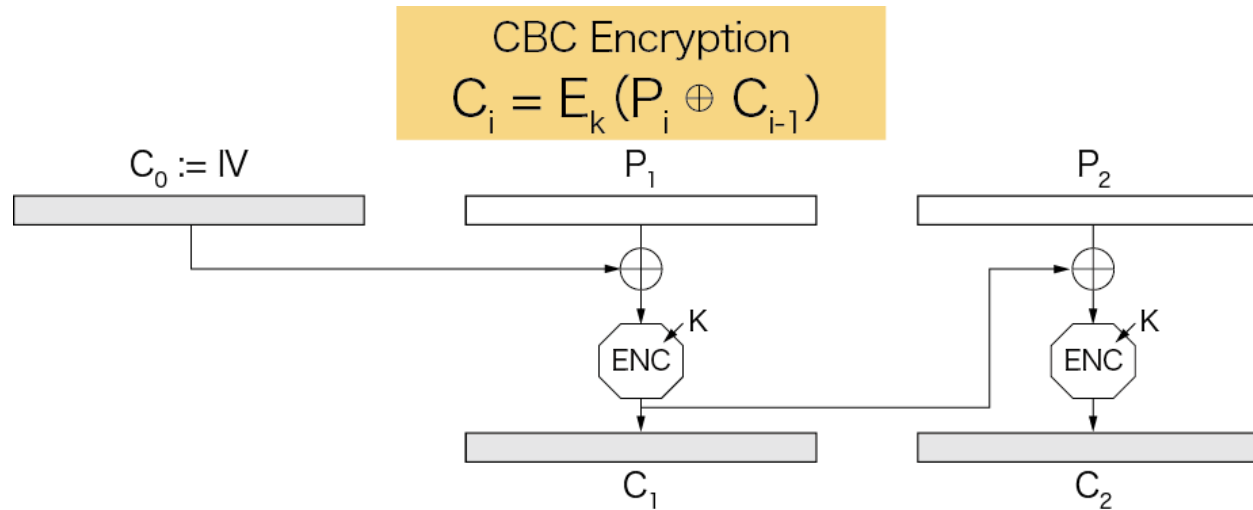 CBC Encryption
Cᵢ = Eₖ(Pᵢ ⊕ Cᵢ₋₁)
C₀ := IV
P₁
P₂
K
K
ENC
ENC
C₁
C₂